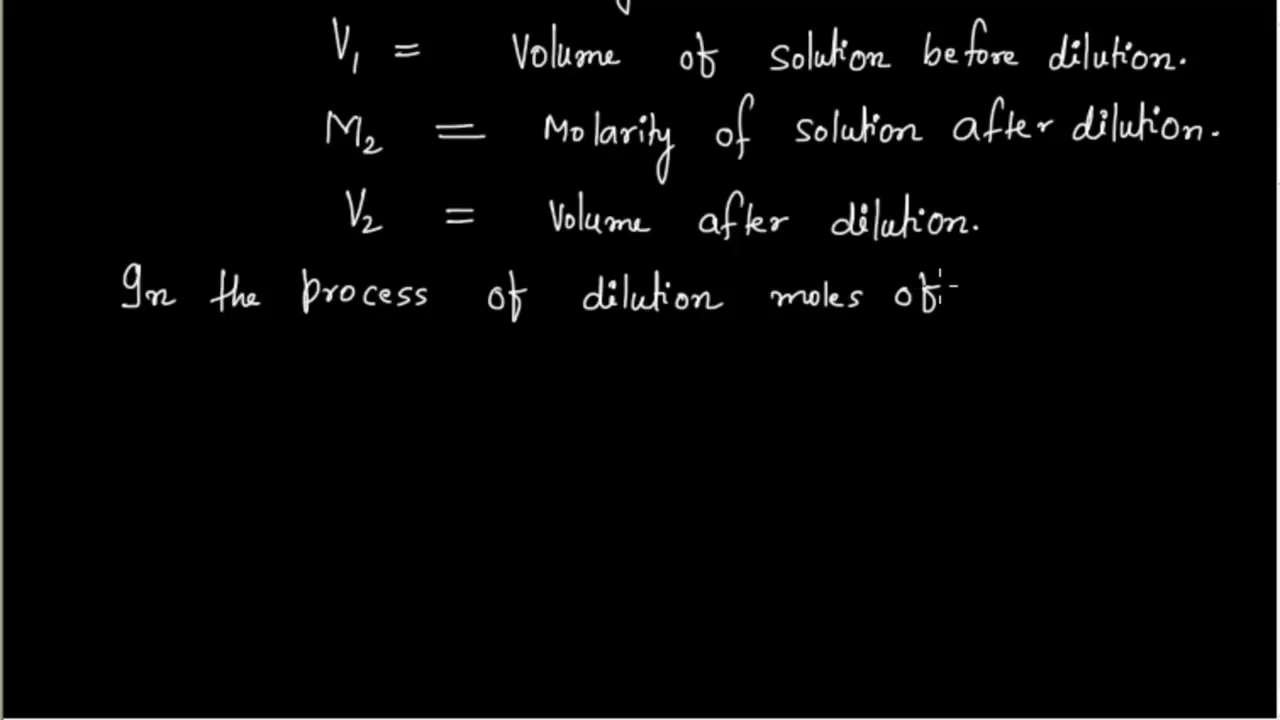 V₁ = Volume of solution before dilution.
M₂ = Molarity of solution after dilution.
V₂ = Volume after dilution.
In the process of dilution moles of